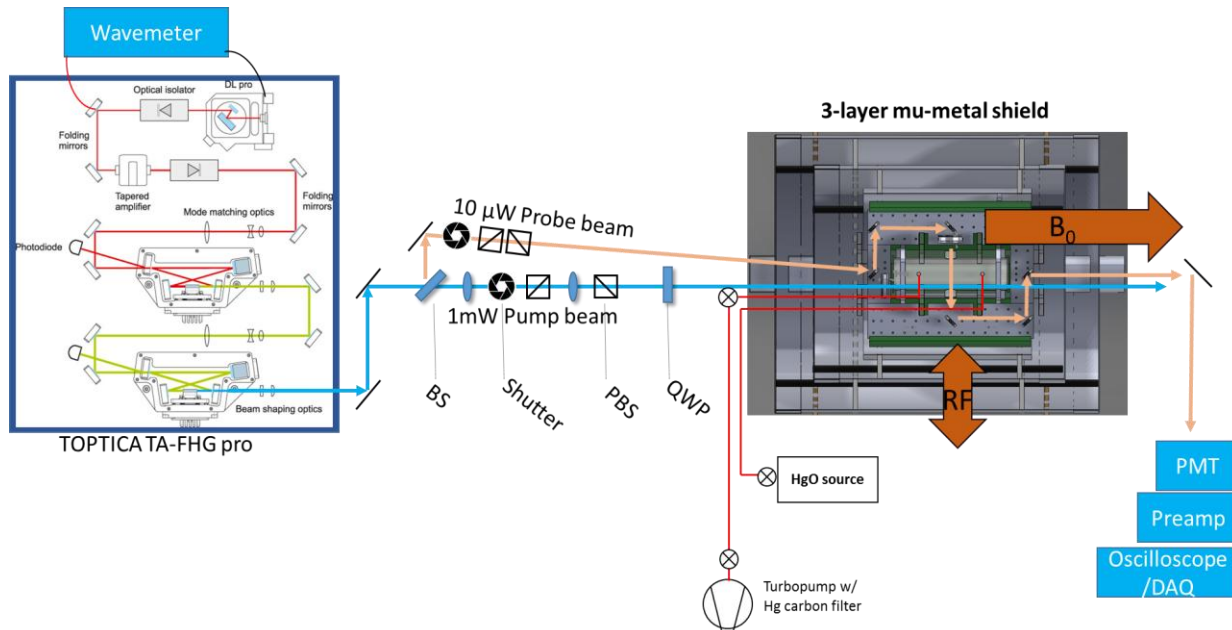 Wavemeter
DL pro
Optical isolator
Folding
mirrors
Tapered
amplifier
Folding
mirrors
Mode matching optics
Photodiode
Beam shaping optics
TOPTICA TA-FHG pro
10 μW Probe beam
1mW Pump beam
BS
Shutter
PBS
QWP
3-layer mu-metal shield
B₀
RF
HgO source
Turbopump w/
Hg carbon filter
PMT
Preamp
Oscilloscope
/DAQ